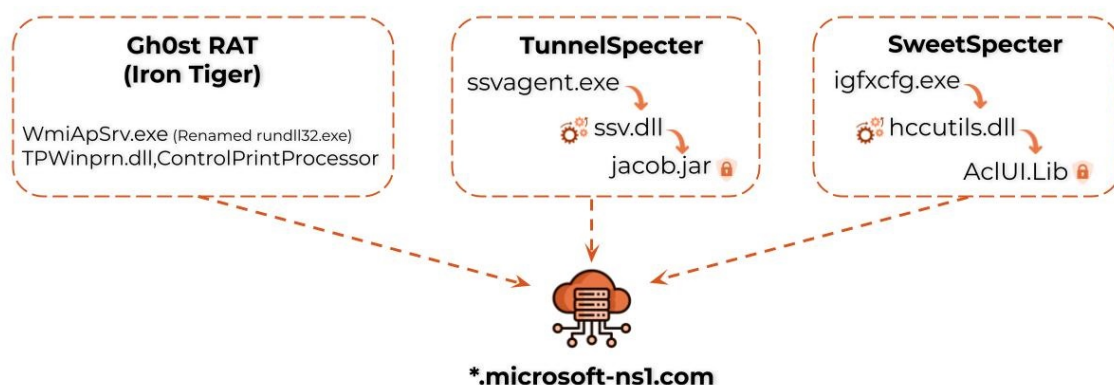 Gh0st RAT
(Iron Tiger)
WmiApSrv.exe (Renamed rundll32.exe)
TPWinprn.dll,ControlPrintProcessor
TunnelSpecter
ssvagent.exe
ssv.dll
jacob.jar
SweetSpecter
igfxcfg.exe
hccutils.dll
AclUI.Lib
*.microsoft-ns1.com